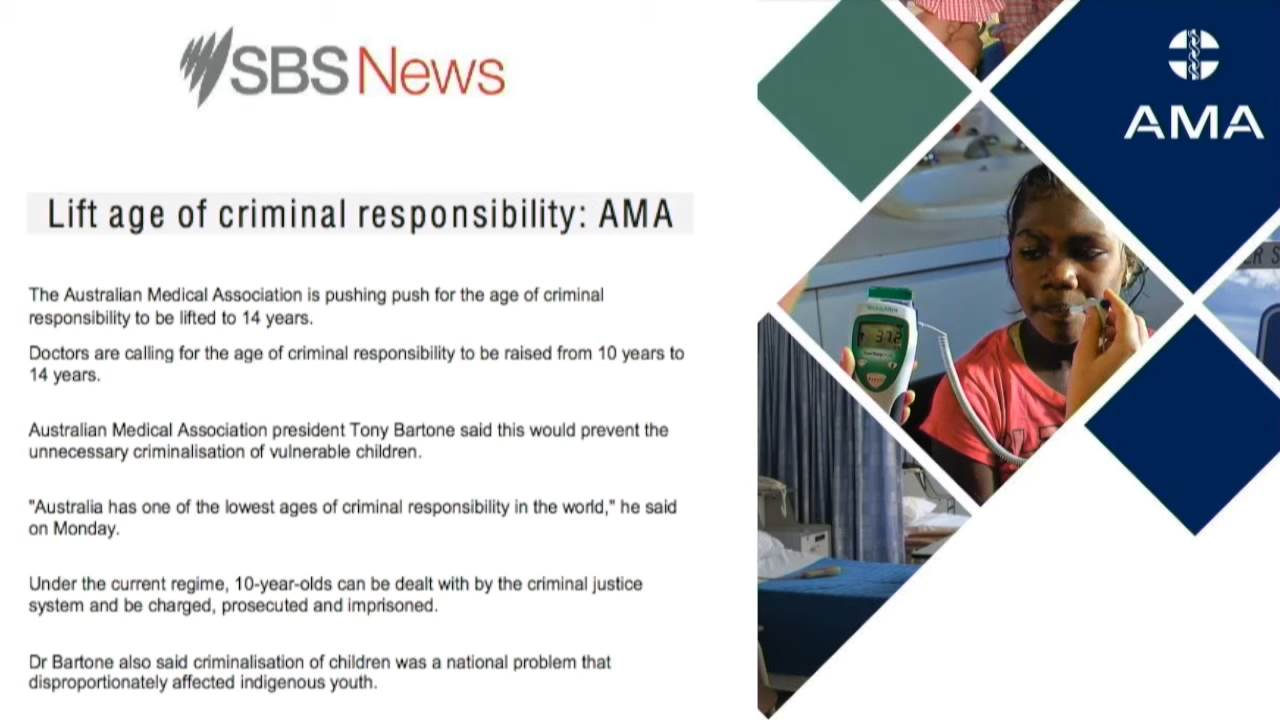 SBS News
AMA
Lift age of criminal responsibility: AMA
The Australian Medical Association is pushing push for the age of criminal
responsibility to be lifted to 14 years.
Doctors are calling for the age of criminal responsibility to be raised from 10 years to
14 years.
Australian Medical Association president Tony Bartone said this would prevent the
unnecessary criminalisation of vulnerable children.
"Australia has one of the lowest ages of criminal responsibility in the world," he said
on Monday.
Under the current regime, 10-year-olds can be dealt with by the criminal justice
system and be charged, prosecuted and imprisoned.
Dr Bartone also said criminalisation of children was a national problem that
disproportionately affected indigenous youth.
37.2
ER S